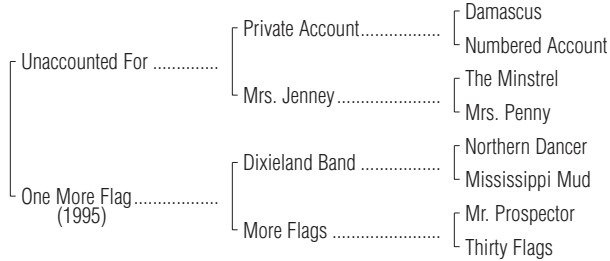 Damascus
Private Account..................
Numbered Account
Unaccounted For ..............
The Minstrel
Mrs. Jenney.......................
Mrs. Penny
Northern Dancer
Dixieland Band ..................
Mississippi Mud
One More Flag..................
(1995)
Mr. Prospector
More Flags ........................
Thirty Flags